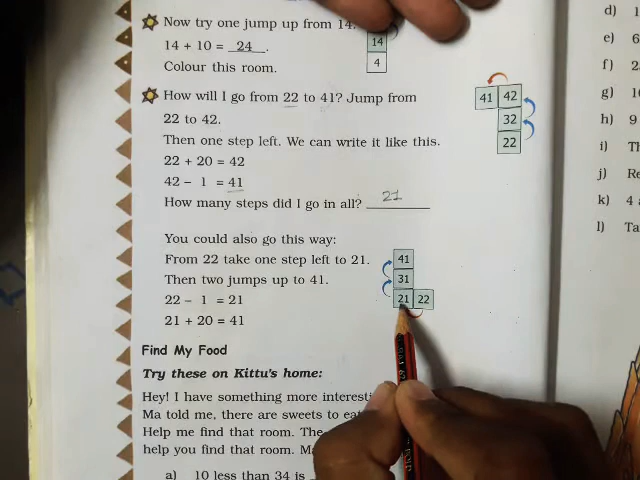 Now try one jump up from 14.
14 + 10 = 24
Colour this room.
14
4
How will I go from 22 to 41? Jump from
22 to 42.
Then one step left. We can write it like this.
22 + 20 = 42
42 – 1 = 41
How many steps did I go in all? 21
41 42
32
22
You could also go this way:
From 22 take one step left to 21.
Then two jumps up to 41.
22 – 1 = 21
21 + 20 = 41
41
31
21 22
Find My Food
Try these on Kittu's home:
Hey! I have something more
Ma told me, there are sweets to
Help me find that room.
help you find that room.
a) 10 less than 34 is
d) 1
e) 6
f) 2
g)
h) 9
i)
j)
k) 4
l)